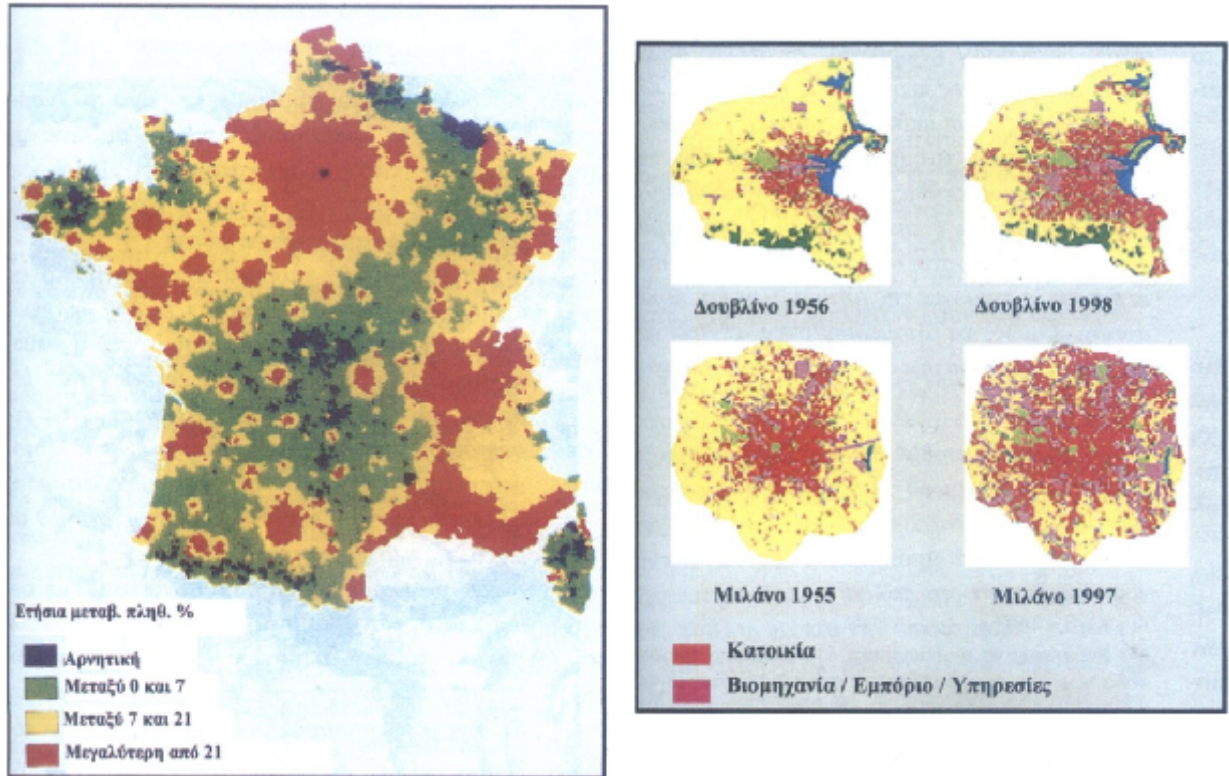 Ετήσια μεταβ. πληθ. %
Αρνητική
Μεταξύ 0 και 7
Μεταξύ 7 και 21
Μεγαλύτερη από 21
Δουβλίνο 1956
Δουβλίνο 1998
Μιλάνο 1955
Μιλάνο 1997
Κατοικία
Βιομηχανία / Εμπόριο / Υπηρεσίες